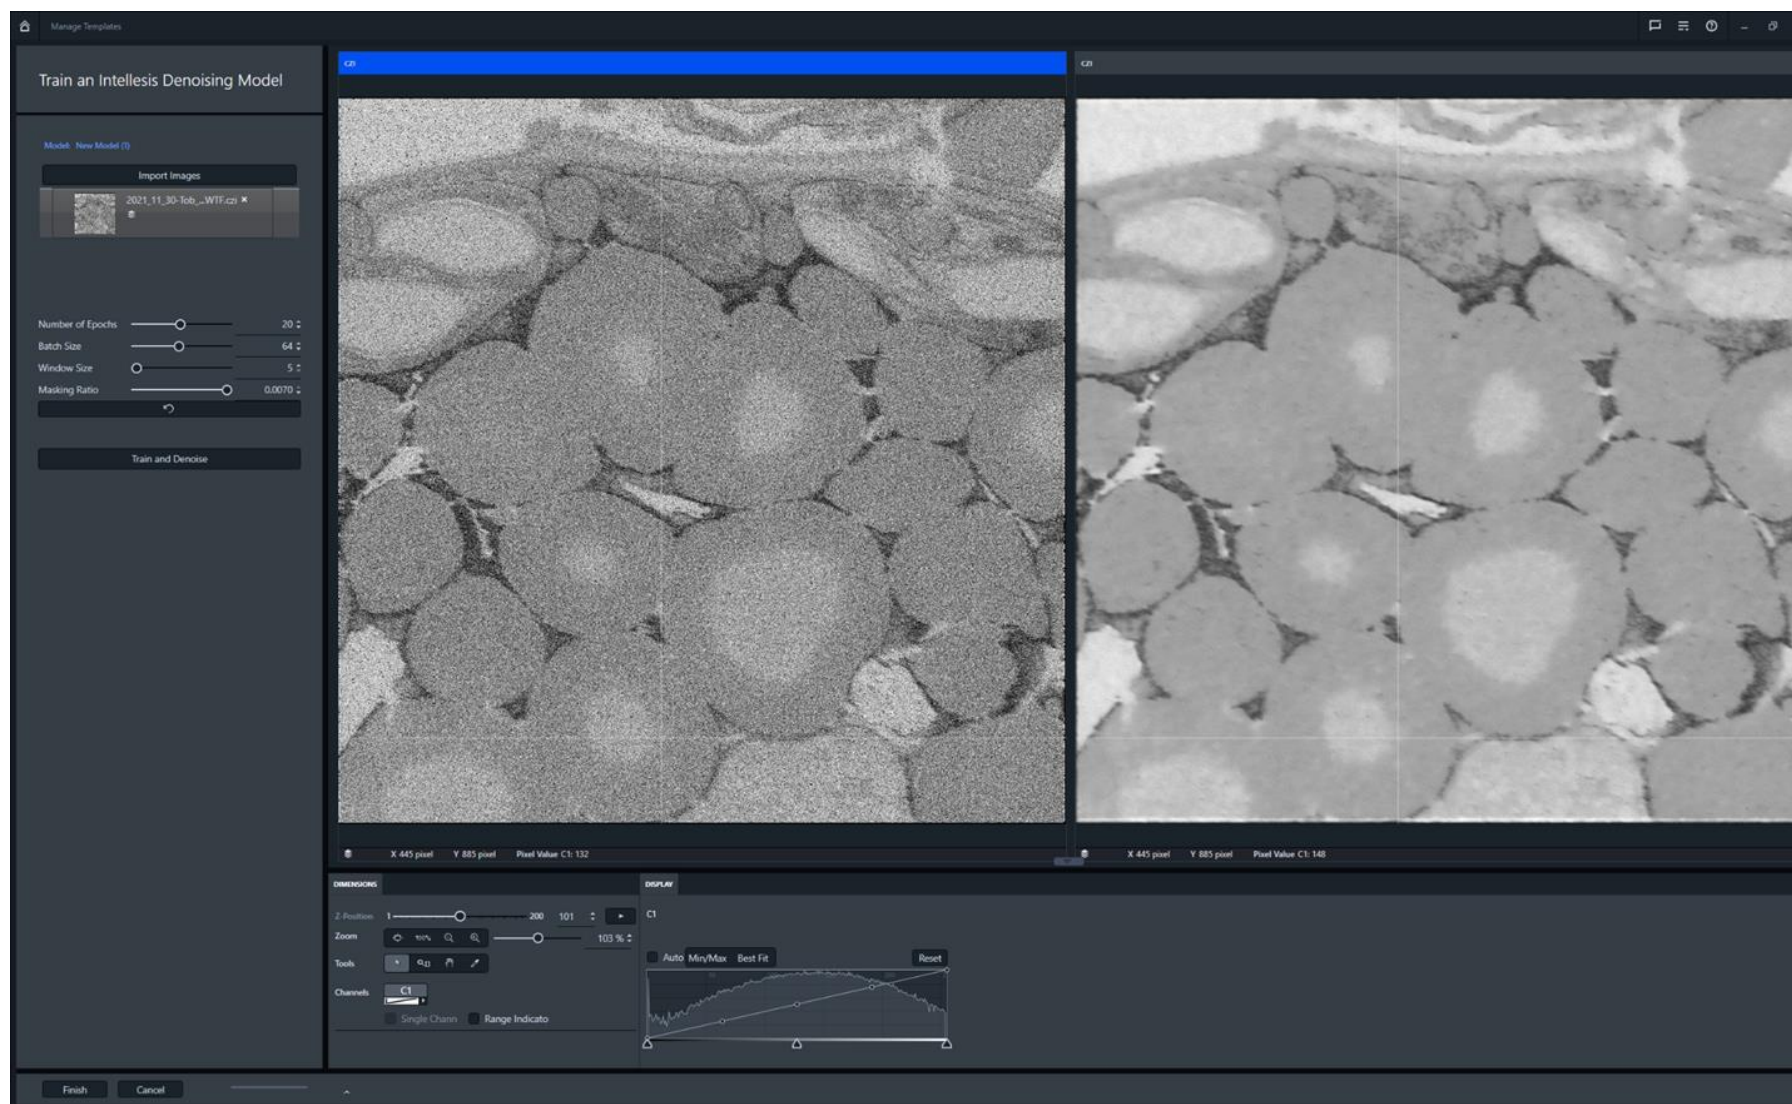 Manage Templates
Train an Intellesis Denoising Model
Model: New Model (1)
Import Images
2021_11_30-Tob_...WTF.czi
Number of Epochs 20
Batch Size 64
Window Size 5
Masking Ratio 0.0070
Train and Denoise
CZI
CZI
X 445 pixel Y 885 pixel Pixel Value C1: 132
X 445 pixel Y 885 pixel Pixel Value C1: 148
DIMENSIONS
Z-Position 1 200 101
Zoom 100% 103 %
Tools
Channels C1
Single Chann Range Indicato
DISPLAY
C1
Auto Min/Max Best Fit Reset
Finish Cancel